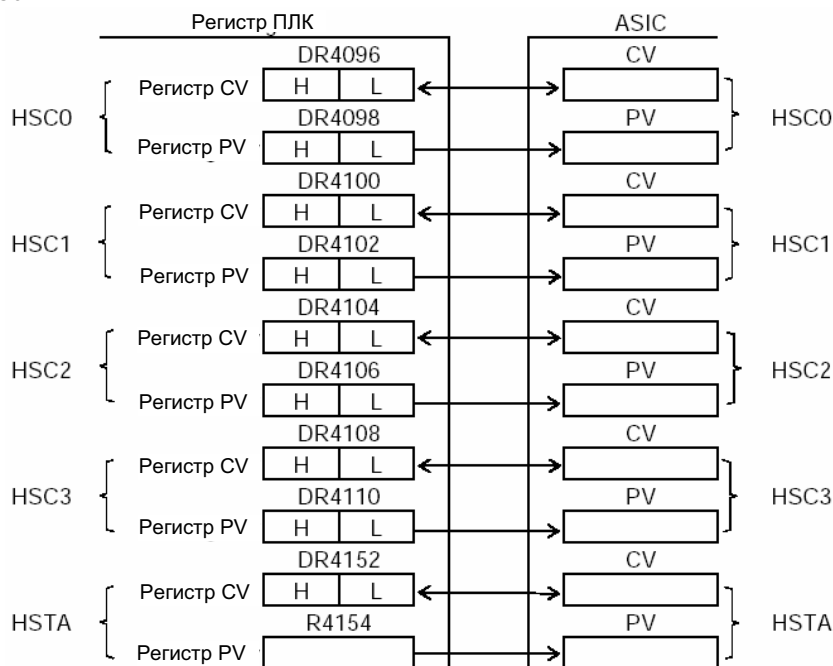 Регистр ПЛК ASIC
DR4096 CV
Регистр CV H L
HSC0 HSC0
DR4098 PV
Регистр PV H L
DR4100 CV
Регистр CV H L
HSC1 HSC1
DR4102 PV
Регистр PV H L
DR4104 CV
Регистр CV H L
HSC2 HSC2
DR4106 PV
Регистр PV H L
DR4108 CV
Регистр CV H L
HSC3 HSC3
DR4110 PV
Регистр PV H L
DR4152 CV
Регистр CV H L
HSTA HSTA
R4154 PV
Регистр PV